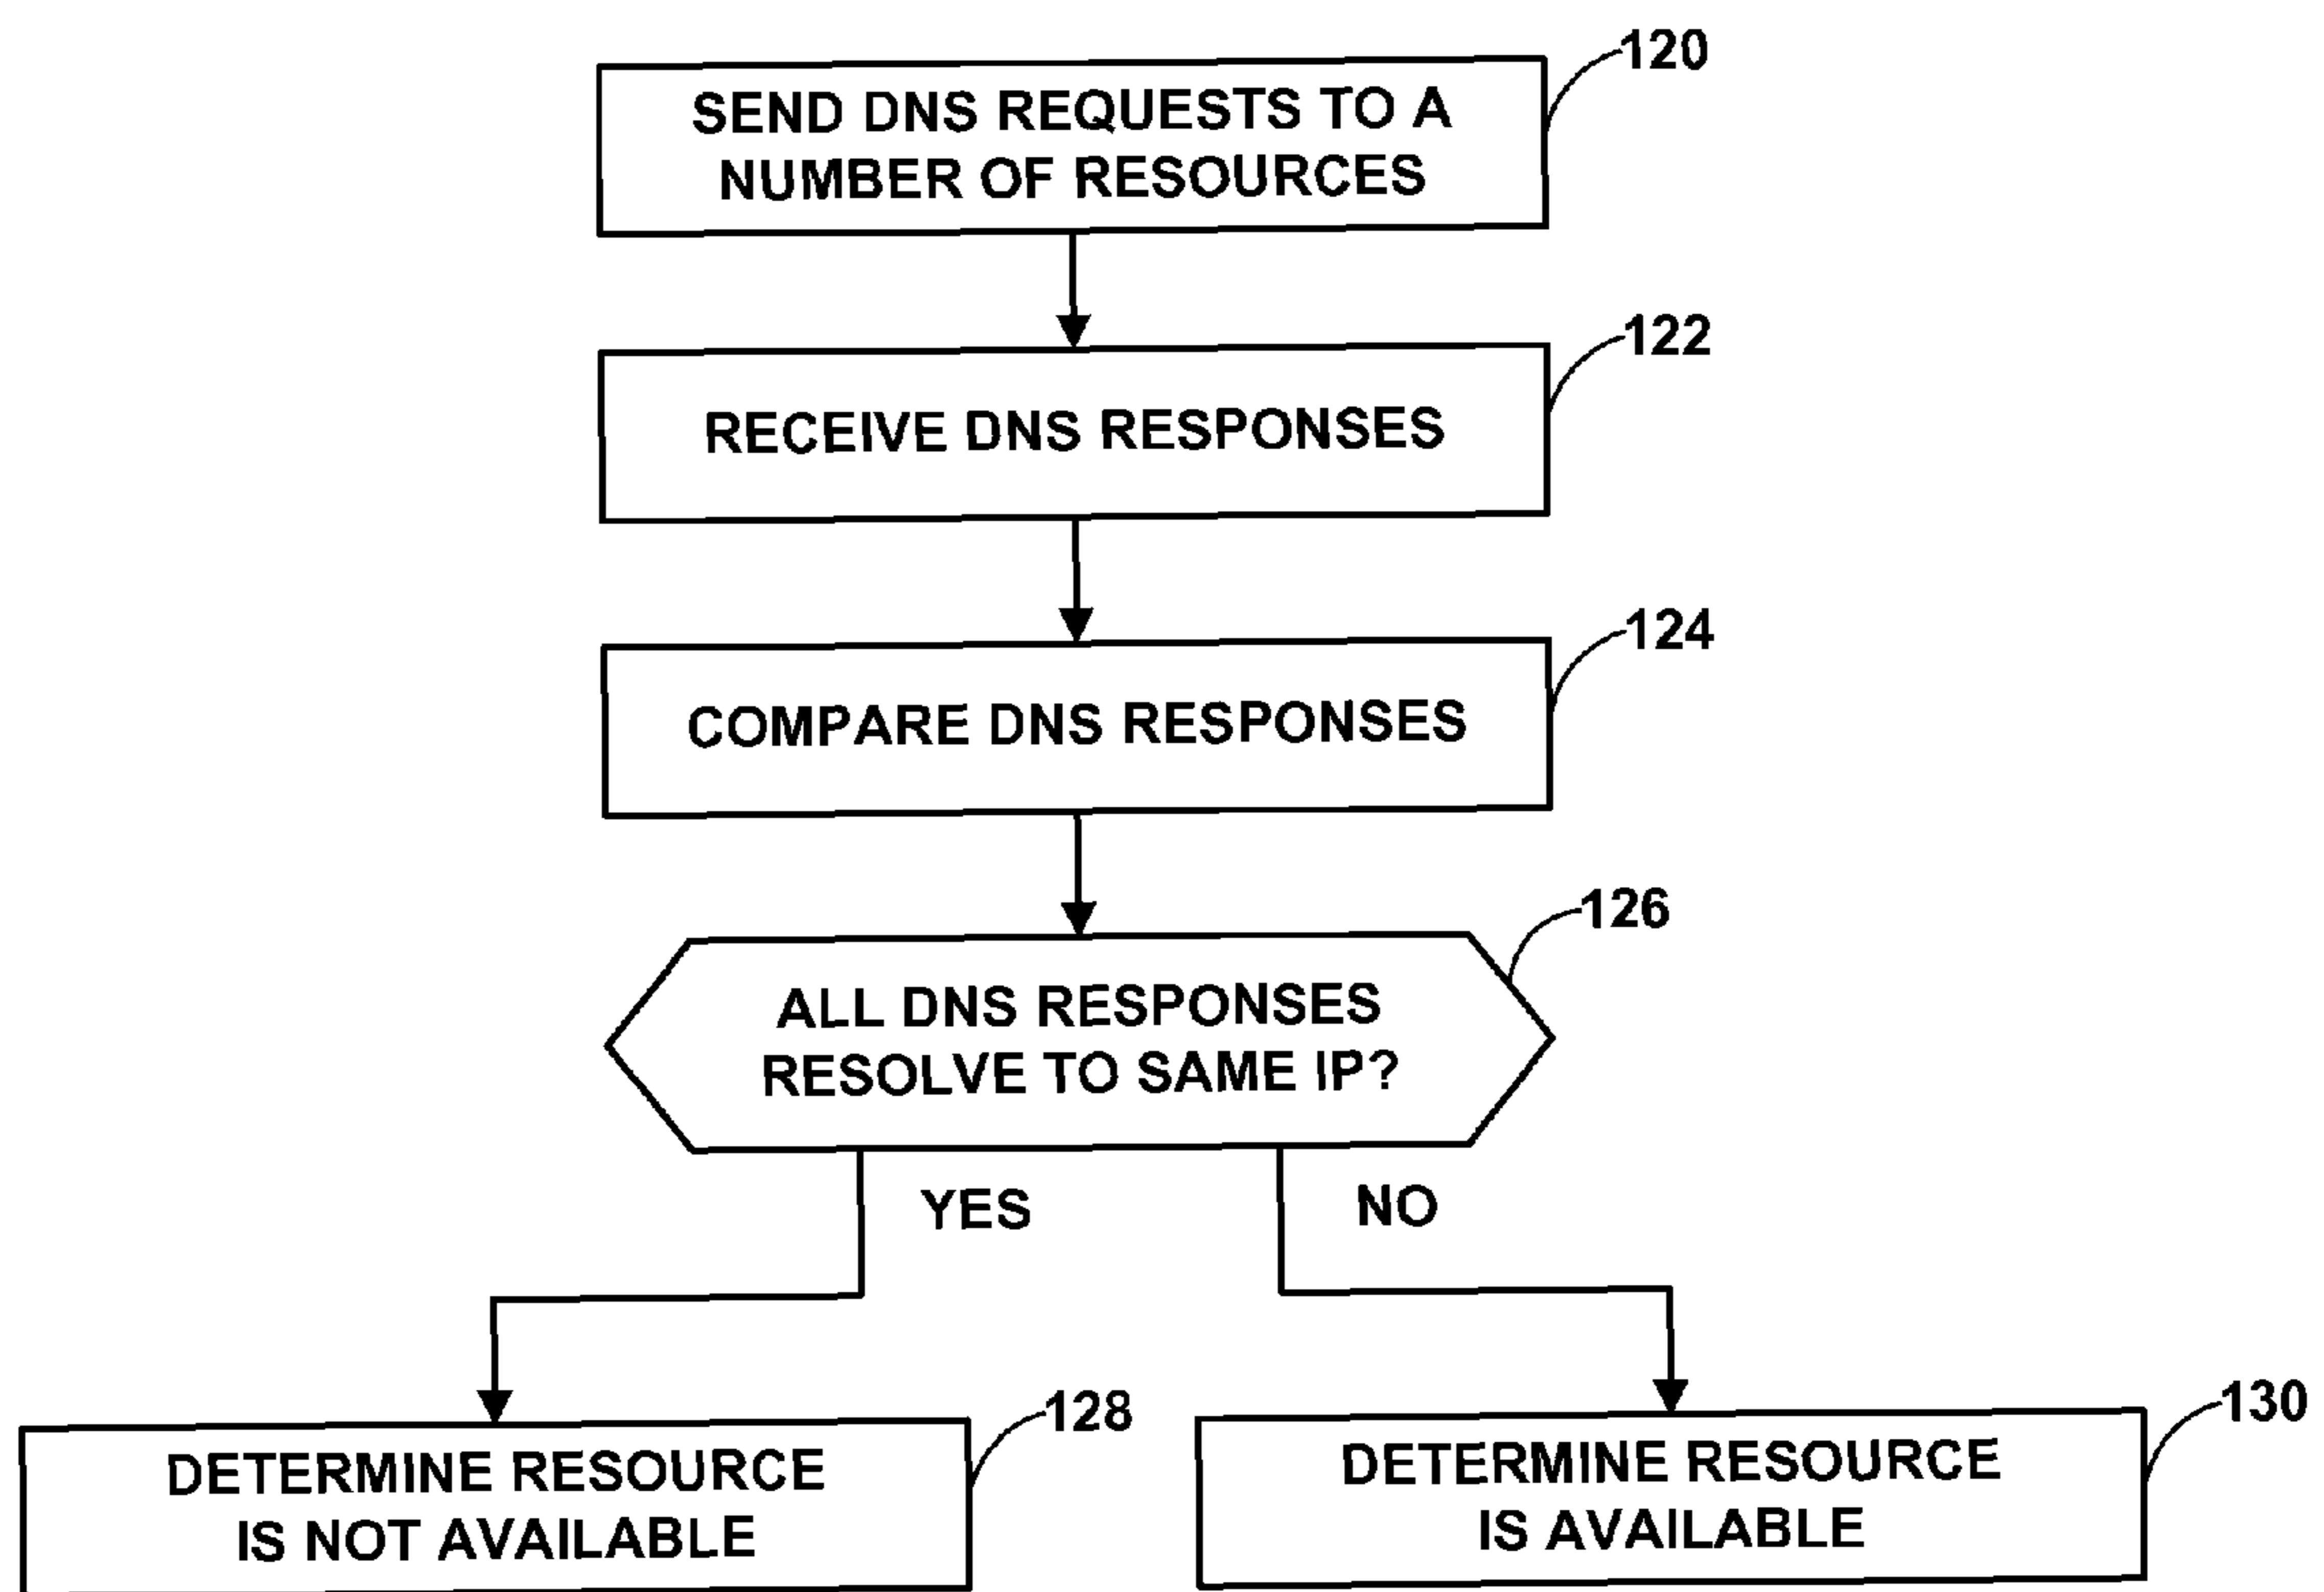 120
SEND DNS REQUESTS TO A
NUMBER OF RESOURCES
122
RECEIVE DNS RESPONSES
124
COMPARE DNS RESPONSES
126
ALL DNS RESPONSES
RESOLVE TO SAME IP?
YES
NO
128
DETERMINE RESOURCE
IS NOT AVAILABLE
130
DETERMINE RESOURCE
IS AVAILABLE